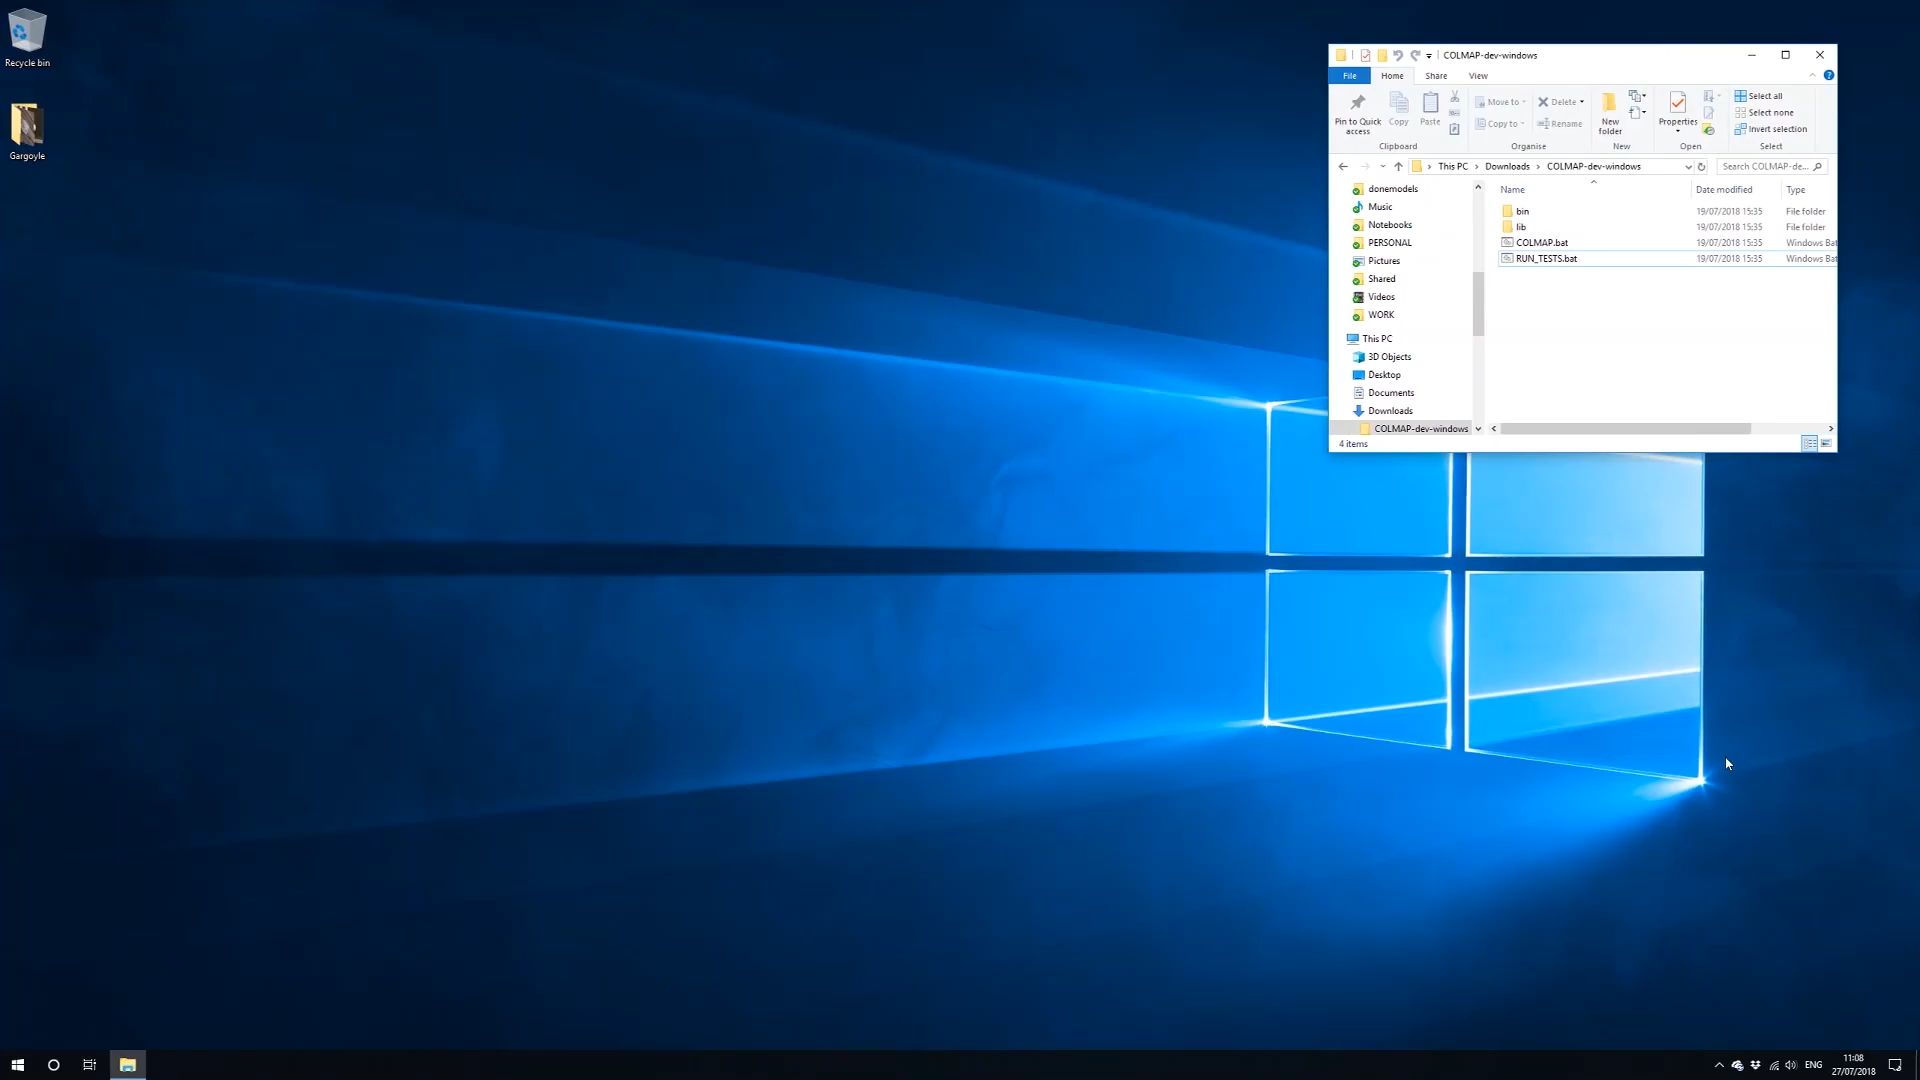 Recycle bin
Gargoyle
COLMAP-dev-windows
File Home Share View
Pin to Quick access
Copy
Paste
Move to
Copy to
Delete
Rename
New folder
Properties
Select all
Select none
Invert selection
Clipboard Organise New Open Select
This PC Downloads COLMAP-dev-windows
Search COLMAP-de...
donemodels
Music
Notebooks
PERSONAL
Pictures
Shared
Videos
WORK
This PC
3D Objects
Desktop
Documents
Downloads
COLMAP-dev-windows
Name Date modified Type
bin 19/07/2018 15:35 File folder
lib 19/07/2018 15:35 File folder
COLMAP.bat 19/07/2018 15:35 Windows Bat
RUN_TESTS.bat 19/07/2018 15:35 Windows Bat
4 items
ENG
11:08
27/07/2018